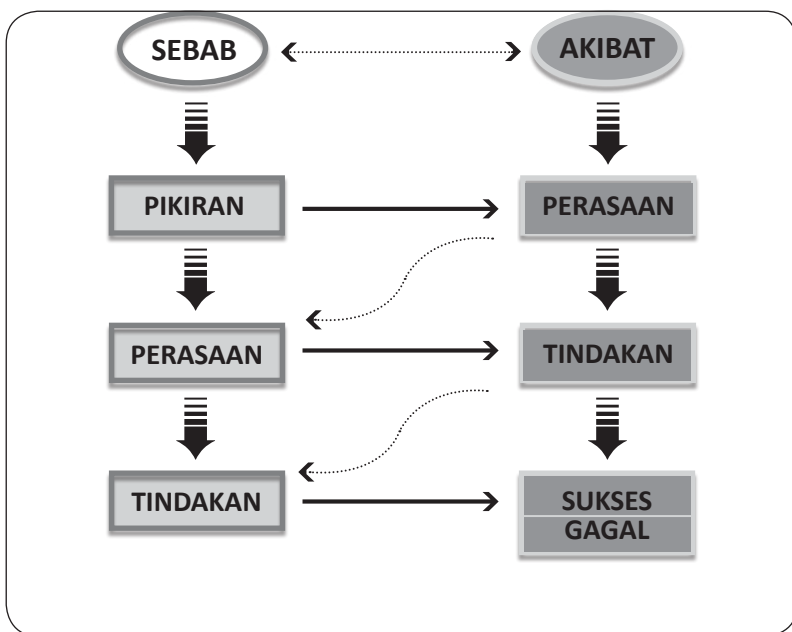 SEBAB
AKIBAT
PIKIRAN
PERASAAN
PERASAAN
TINDAKAN
TINDAKAN
SUKSES
GAGAL